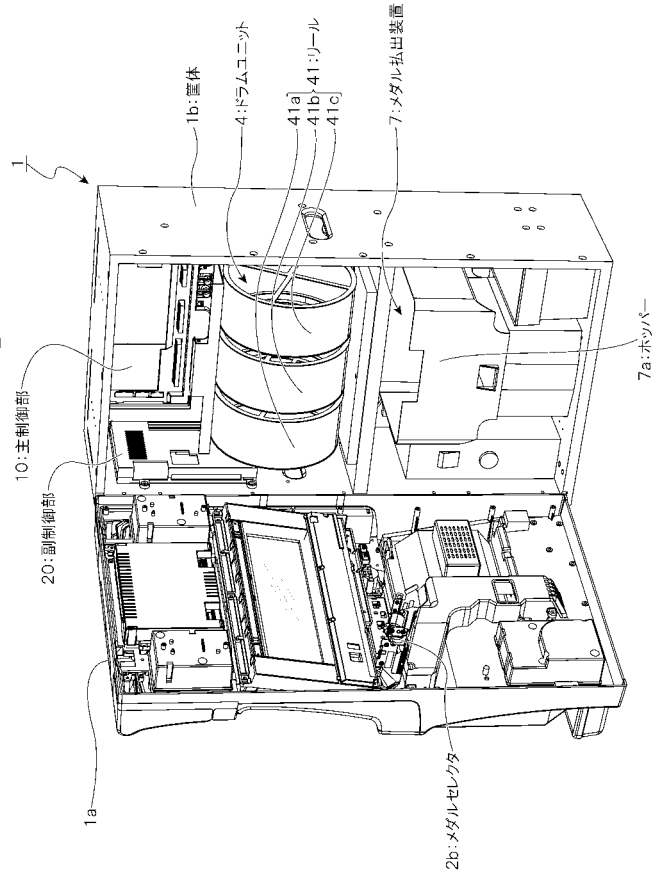 1
1b:筐体
4:ドラムユニット
41a
41b
41c
41:リール
7:メダル払出装置
7a:ホッパー
10:主制御部
20:副制御部
1a
2b:メダルセレクタ